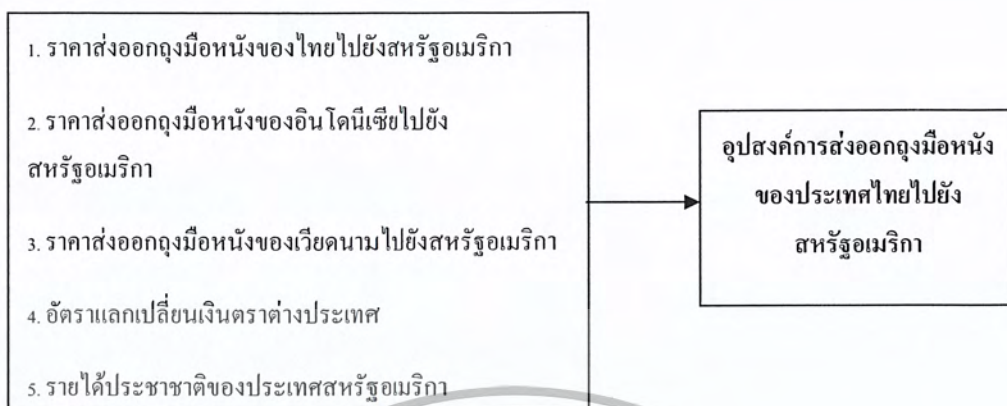 1. ราคาส่งออกถุงมือหนังของไทยไปยังสหรัฐอเมริกา
2. ราคาส่งออกถุงมือหนังของอินโดนีเซียไปยัง
สหรัฐอเมริกา
3. ราคาส่งออกถุงมือหนังของเวียดนามไปยังสหรัฐอเมริกา
4. อัตราแลกเปลี่ยนเงินตราต่างประเทศ
5. รายได้ประชาชาติของประเทศสหรัฐอเมริกา
อุปสงค์การส่งออกถุงมือหนัง
ของประเทศไทยไปยัง
สหรัฐอเมริกา